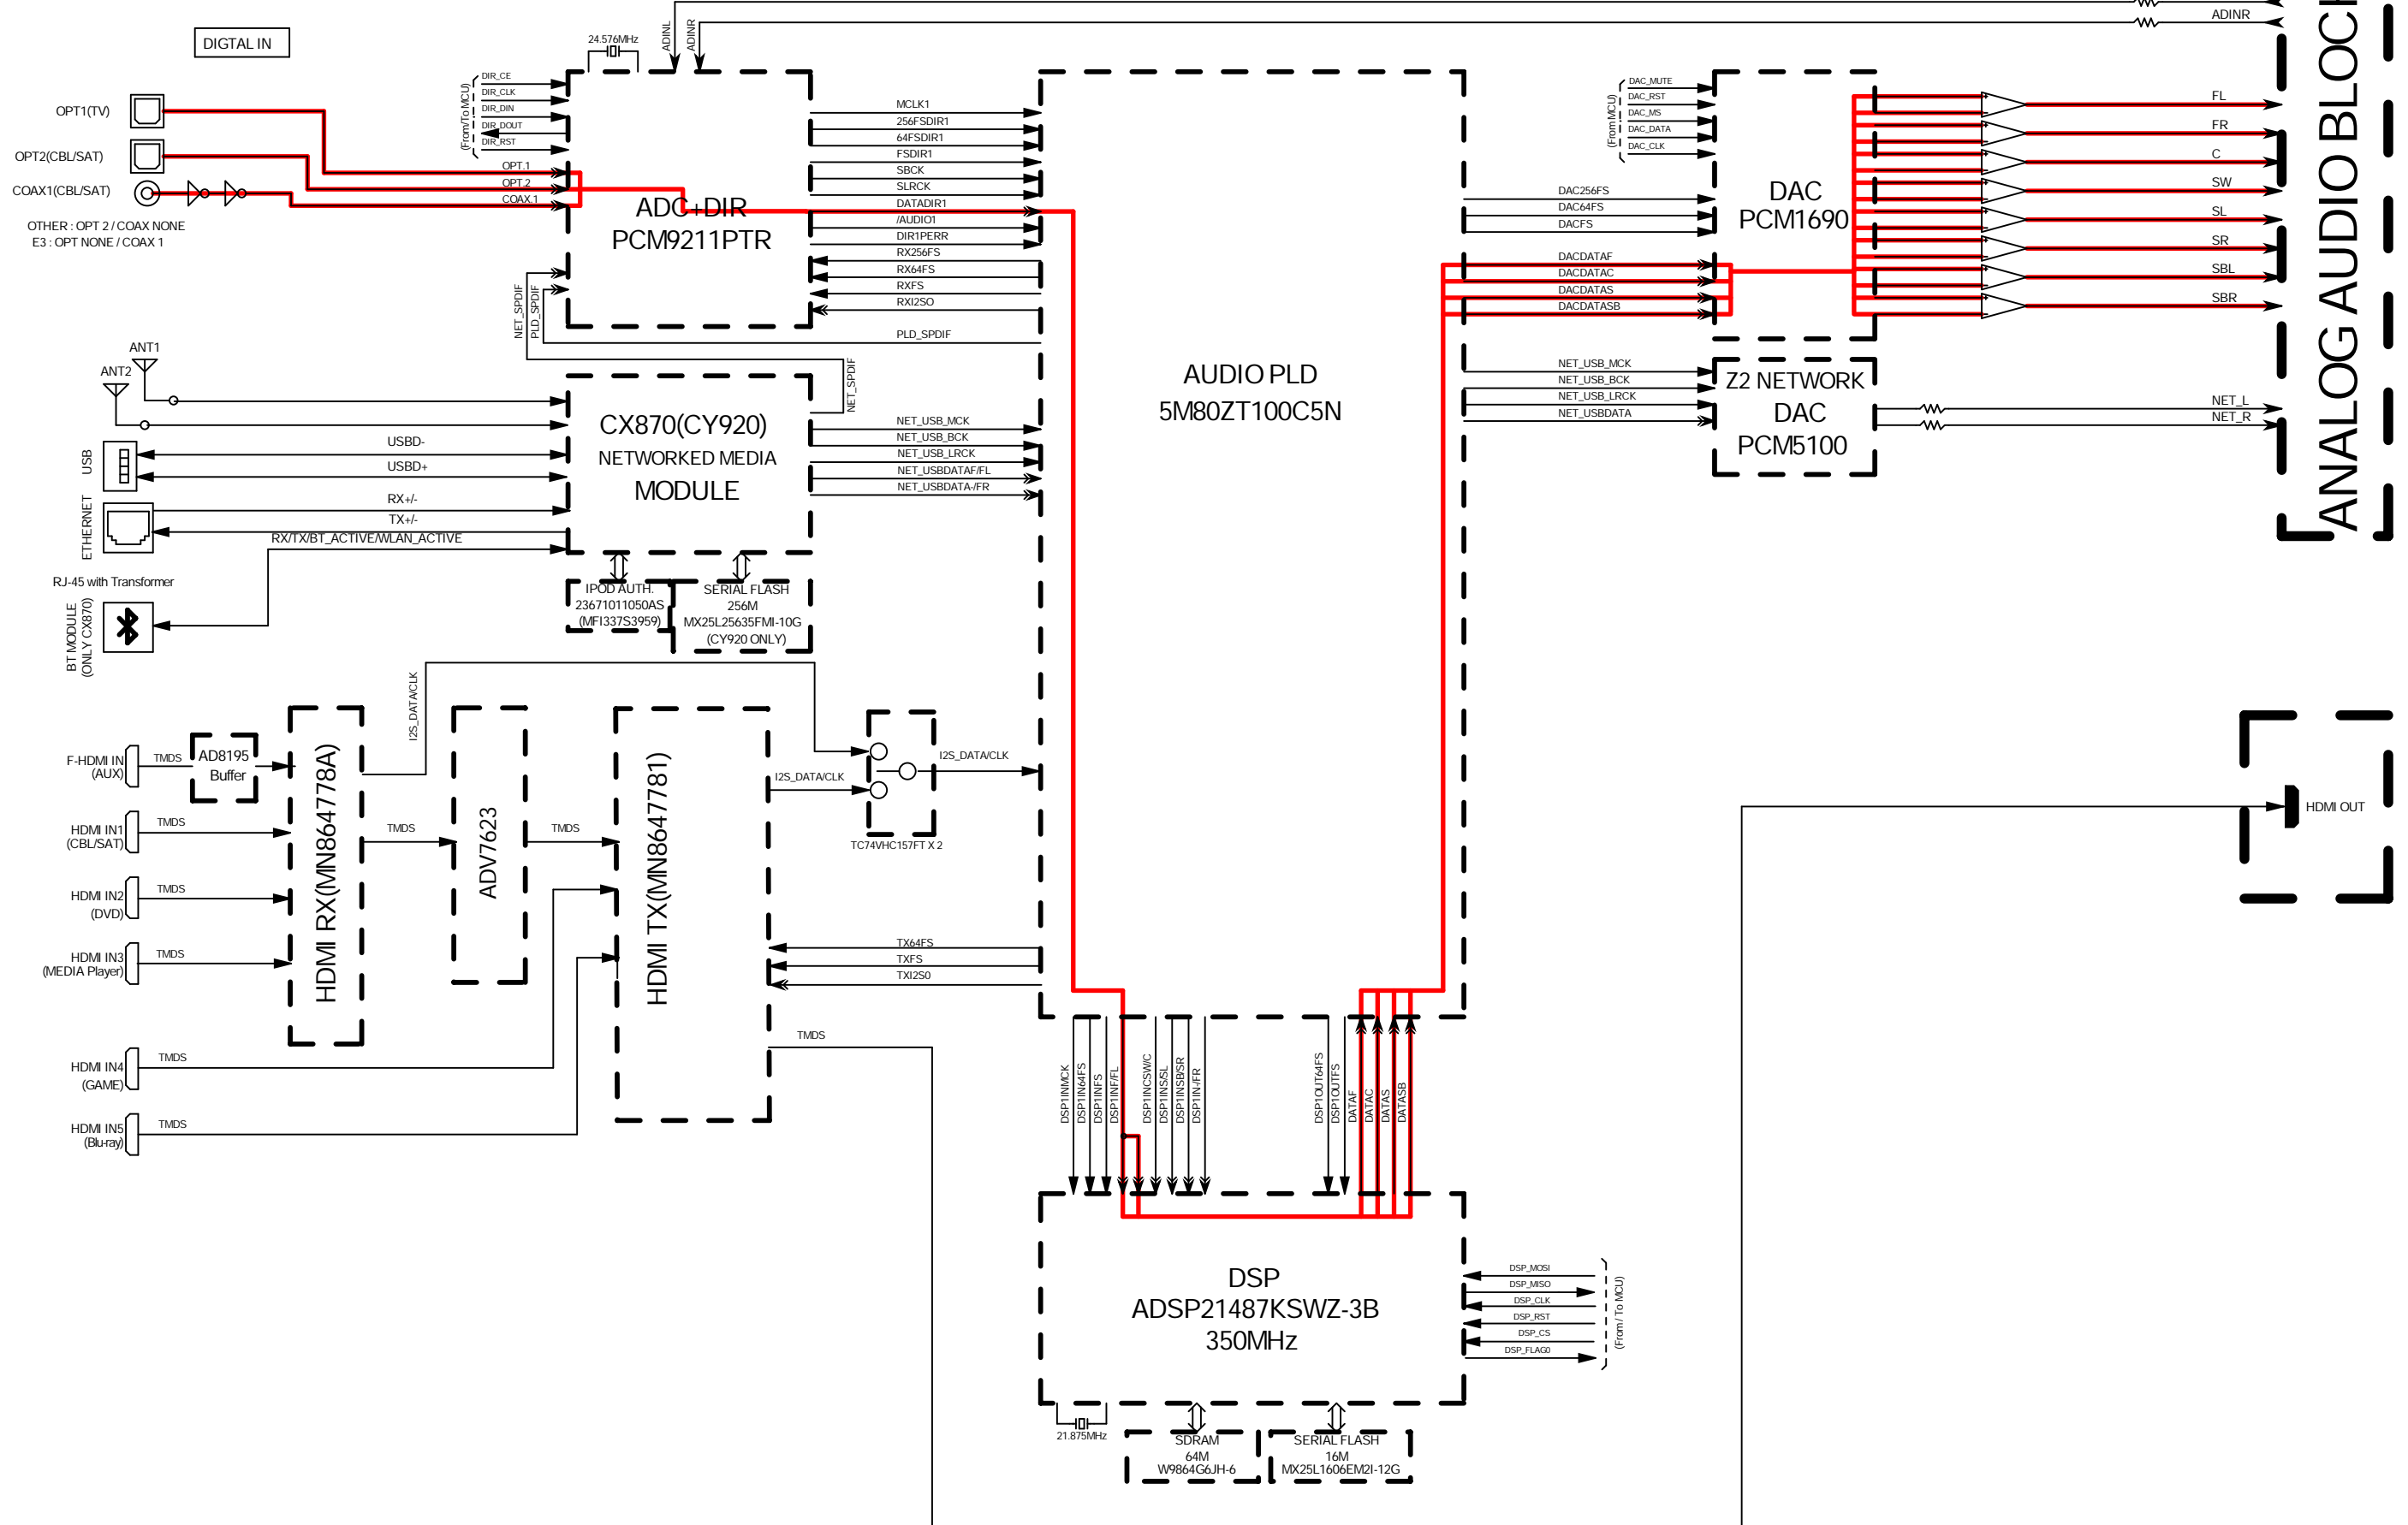 ADINR
DIGTAL IN
24.576MHz
ADINL
ADINR
OPT1(TV)
OPT2(CBL/SAT)
COAX1(CBL/SAT)
OTHER : OPT 2 / COAX NONE
E3 : OPT NONE / COAX 1
(From/To MCU)
DIR_CE
DIR_CLK
DIR_DIN
DIR_DOUT
DIR_RST
OPT.1
OPT.2
COAX.1
ADC+DIR
PCM9211PTR
MCLK1
256FSDIR1
64FSDIR1
FSDIR1
SBCK
SLRCK
DATADIR1
/AUDIO1
DIR1PERR
RX256FS
RX64FS
RXFS
RXI2SO
PLD_SPDIF
NET_SPDIF
PLD_SPDIF
NET_SPDIF
AUDIO PLD
5M80ZT100C5N
(From MCU)
DAC_MUTE
DAC_RST
DAC_MS
DAC_DATA
DAC_CLK
DAC256FS
DAC64FS
DACFS
DACDATAF
DACDATAC
DACDATAS
DACDATASB
DAC
PCM1690
FL
FR
C
SW
SL
SR
SBL
SBR
ANALOG AUDIO BLOCK
NET_USB_MCK
NET_USB_BCK
NET_USB_LRCK
NET_USBDATA
Z2 NETWORK
DAC
PCM5100
NET_L
NET_R
ANT1
ANT2
USB
USBD-
USBD+
ETHERNET
RX+/-
TX+/-
RX/TX/BT_ACTIVE/WLAN_ACTIVE
RJ-45 with Transformer
BT MODULE
(ONLY CX870)
CX870(CY920)
NETWORKED MEDIA
MODULE
NET_USB_MCK
NET_USB_BCK
NET_USB_LRCK
NET_USBDATAF/FL
NET_USBDATA-/FR
IPOD AUTH.
23671011050AS
(MFI337S3959)
SERIAL FLASH
256M
MX25L25635FMI-10G
(CY920 ONLY)
I2S_DATA/CLK
F-HDMI IN
(AUX)
TMDS
AD8195
Buffer
HDMI IN1
(CBL/SAT)
TMDS
HDMI IN2
(DVD)
TMDS
HDMI IN3
(MEDIA Player)
TMDS
HDMI IN4
(GAME)
TMDS
HDMI IN5
(Blu-ray)
TMDS
HDMI RX(MN864778A)
TMDS
ADV7623
TMDS
HDMI TX(MN8647781)
I2S_DATA/CLK
I2S_DATA/CLK
TC74VHC157FT X 2
TX64FS
TXFS
TXI2S0
TMDS
HDMI OUT
DSP1INMCK
DSP1IN64FS
DSP1INFS
DSP1INF/FL
DSP1INCSW/C
DSP1INS/SL
DSP1INSB/SR
DSP1IN-/FR
DSP1OUT64FS
DSP1OUTFS
DATAF
DATAC
DATAS
DATASB
DSP
ADSP21487KSWZ-3B
350MHz
DSP_MOSI
DSP_MISO
DSP_CLK
DSP_RST
DSP_CS
DSP_FLAG0
(From / To MCU)
21.875MHz
SDRAM
64M
W9864G6JH-6
SERIAL FLASH
16M
MX25L1606EM2I-12G